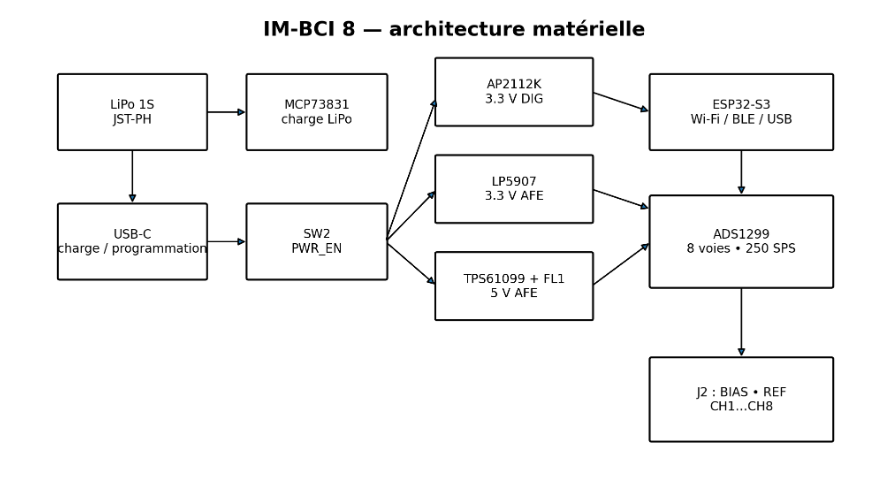 IM-BCI 8 — architecture matérielle
LiPo 1S
JST-PH
MCP73831
charge LiPo
AP2112K
3.3 V DIG
ESP32-S3
Wi-Fi / BLE / USB
LP5907
3.3 V AFE
USB-C
charge / programmation
SW2
PWR_EN
ADS1299
8 voies • 250 SPS
TPS61099 + FL1
5 V AFE
J2 : BIAS • REF
CH1...CH8